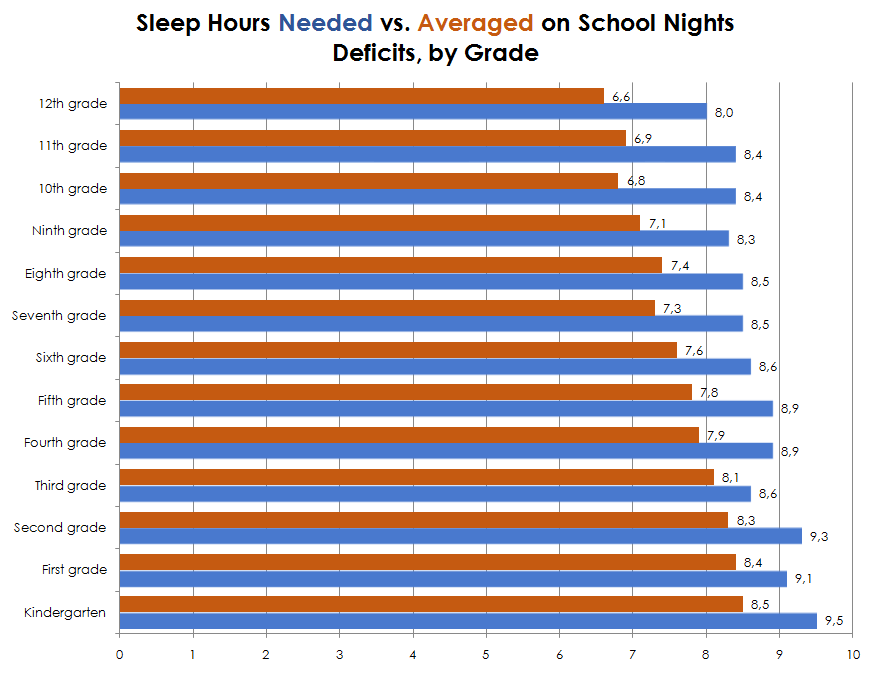 Sleep Hours Needed vs. Averaged on School Nights
Deficits, by Grade
12th grade
6,6
8,0
11th grade
6,9
8,4
10th grade
6,8
8,4
Ninth grade
7,1
8,3
Eighth grade
7,4
8,5
Seventh grade
7,3
8,5
Sixth grade
7,6
8,6
Fifth grade
7,8
8,9
Fourth grade
7,9
8,9
Third grade
8,1
8,6
Second grade
8,3
9,3
First grade
8,4
9,1
Kindergarten
8,5
9,5
0 1 2 3 4 5 6 7 8 9 10